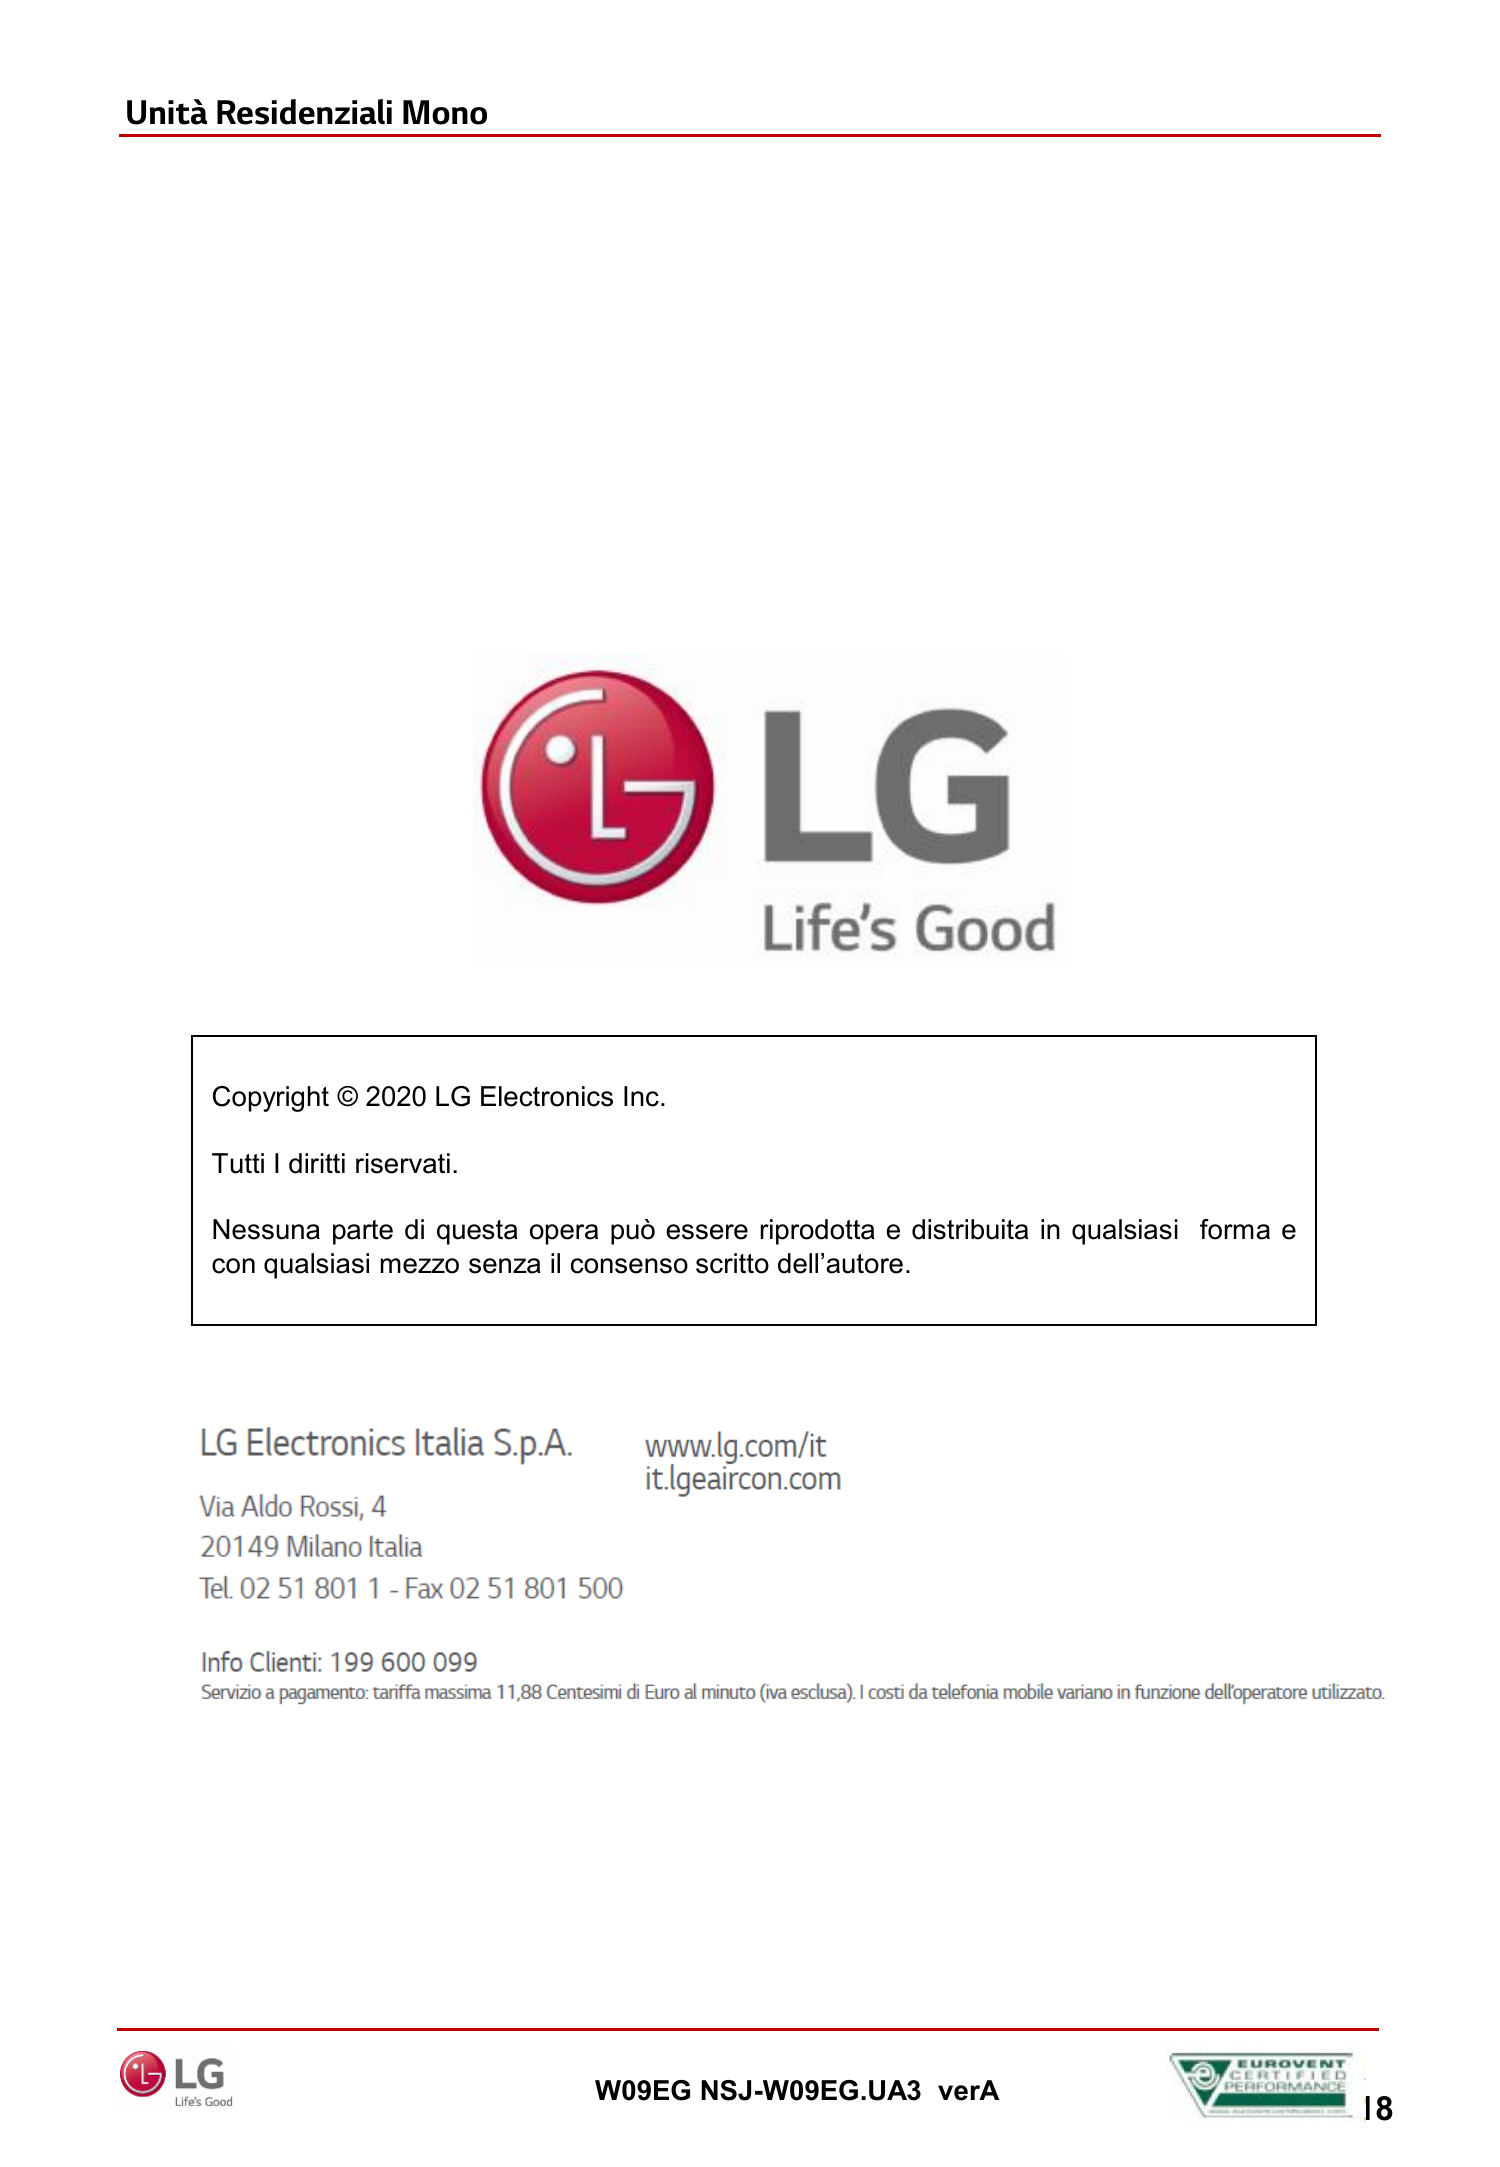 Unità Residenziali Mono
LG
Life's Good
Copyright © 2020 LG Electronics Inc.
Tutti I diritti riservati.
Nessuna parte di questa opera può essere riprodotta e distribuita in qualsiasi forma e
con qualsiasi mezzo senza il consenso scritto dell’autore.
LG Electronics Italia S.p.A.
www.lg.com/it
it.lgeaircon.com
Via Aldo Rossi, 4
20149 Milano Italia
Tel. 02 51 801 1 - Fax 02 51 801 500
Info Clienti: 199 600 099
Servizio a pagamento: tariffa massima 11,88 Centesimi di Euro al minuto (iva esclusa). I costi da telefonia mobile variano in funzione dell'operatore utilizzato.
LG
Life's Good
W09EG NSJ-W09EG.UA3 verA
EUROVENT
CERTIFIED
PERFORMANCE
18